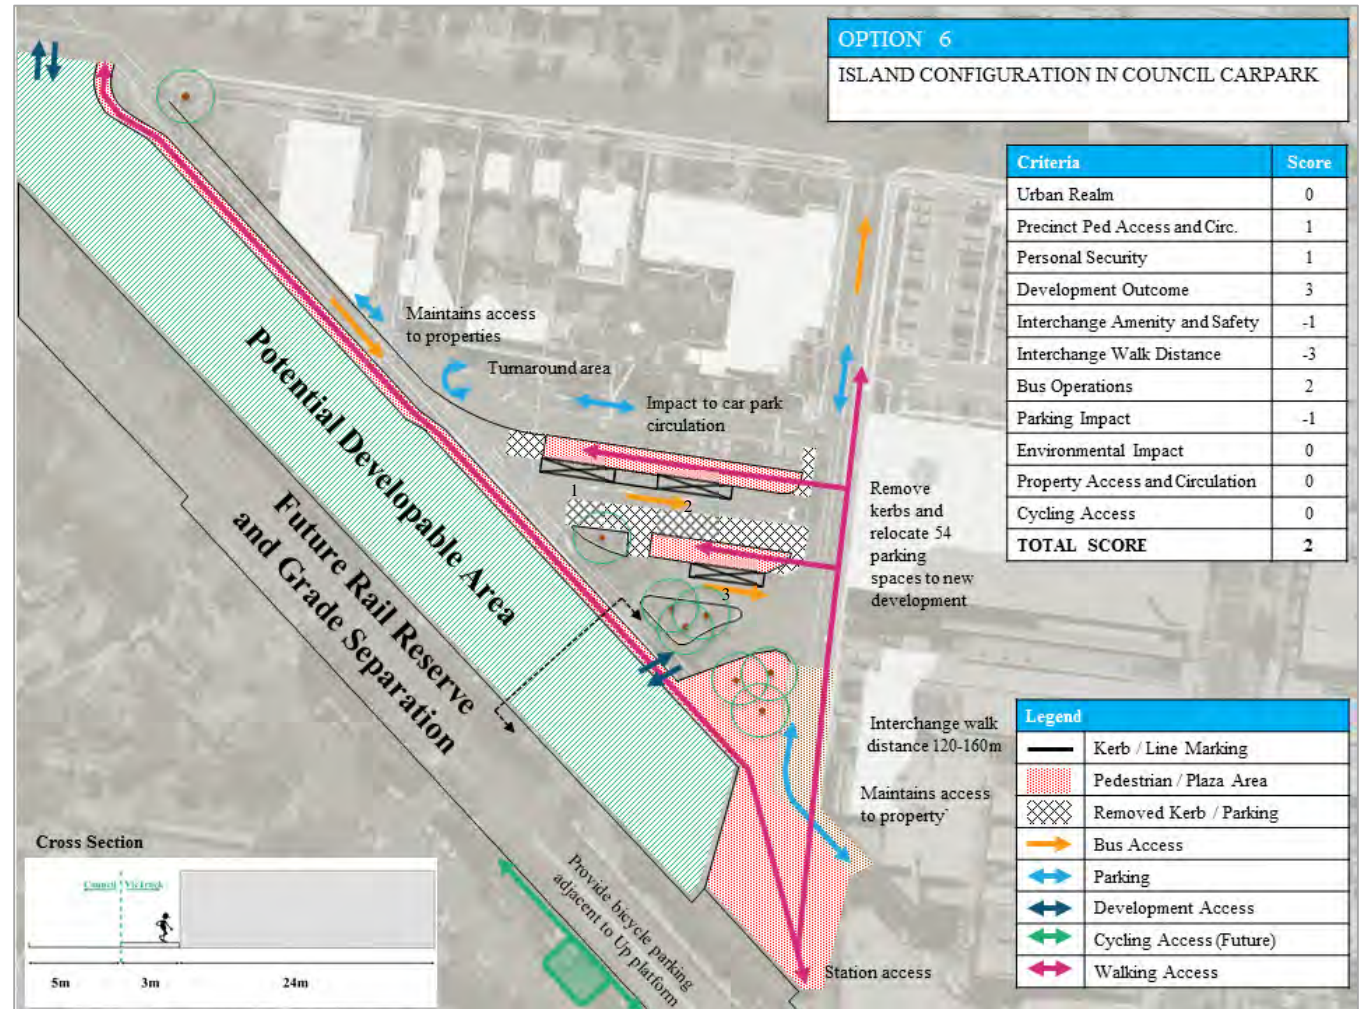 OPTION 6
ISLAND CONFIGURATION IN COUNCIL CARPARK
Criteria Score
Urban Realm 0
Precinct Ped Access and Circ. 1
Personal Security 1
Development Outcome 3
Interchange Amenity and Safety -1
Interchange Walk Distance -3
Bus Operations 2
Parking Impact -1
Environmental Impact 0
Property Access and Circulation 0
Cycling Access 0
TOTAL SCORE 2
Maintains access
to properties
Turnaround area
Impact to car park
circulation
1
2
3
Remove
kerbs and
relocate 54
parking
spaces to new
development
Potential Developable Area
Future Rail Reserve
and Grade Separation
Interchange walk
distance 120-160m
Maintains access
to property
Station access
Provide bicycle parking
adjacent to Up platform
Legend
Kerb / Line Marking
Pedestrian / Plaza Area
Removed Kerb / Parking
Bus Access
Parking
Development Access
Cycling Access (Future)
Walking Access
Cross Section
Council VicTrack
5m 3m 24m